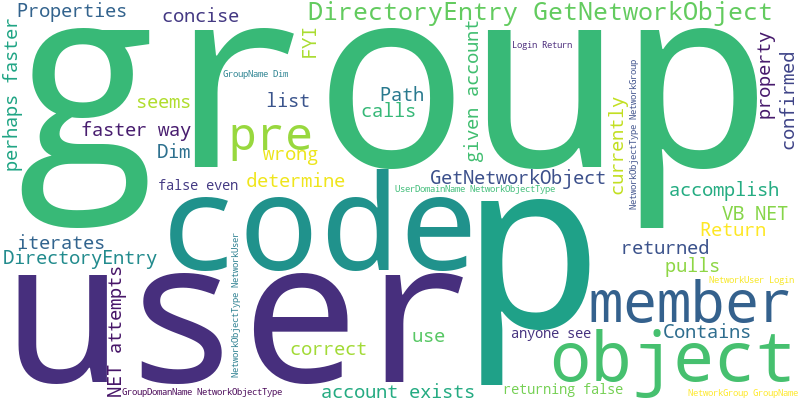 Properties
concise
FYI
DirectoryEntry GetNetworkObject
perhaps faster
group
Login Return
GroupName Dim
seems
list
Path
calls
given account
currently
NetworkObjectType NetworkGroup
property
confirmed
faster way
pre
Dim
wrong
false even
determine
GetNetworkObject
UserDomainName NetworkObjectType
accomplish
code
p
VB NET
Return
iterates
DirectoryEntry
NetworkObjectType NetworkUser
returned
pulls
user
NET attempts
NetworkUser Login
member
anyone see
Contains
use
correct
object
GroupDomanName NetworkObjectType
account exists
returning false
NetworkGroup GroupName